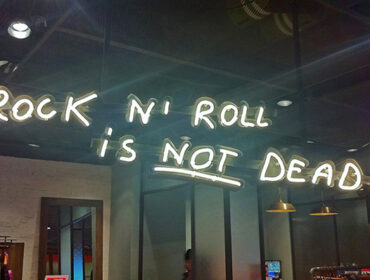 ROCK N' ROLL
is NOT DEAD